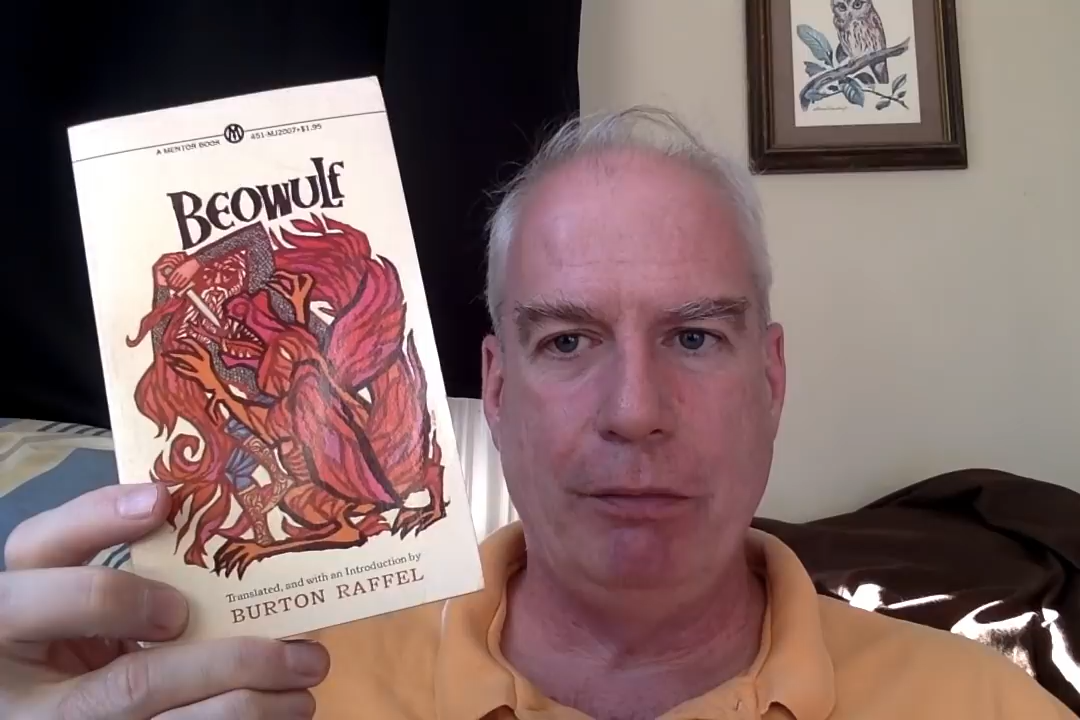 A MENTOR BOOK M 451-MJ2007•$1.95
BEOWULF
Translated, and with an Introduction by
BURTON RAFFEL